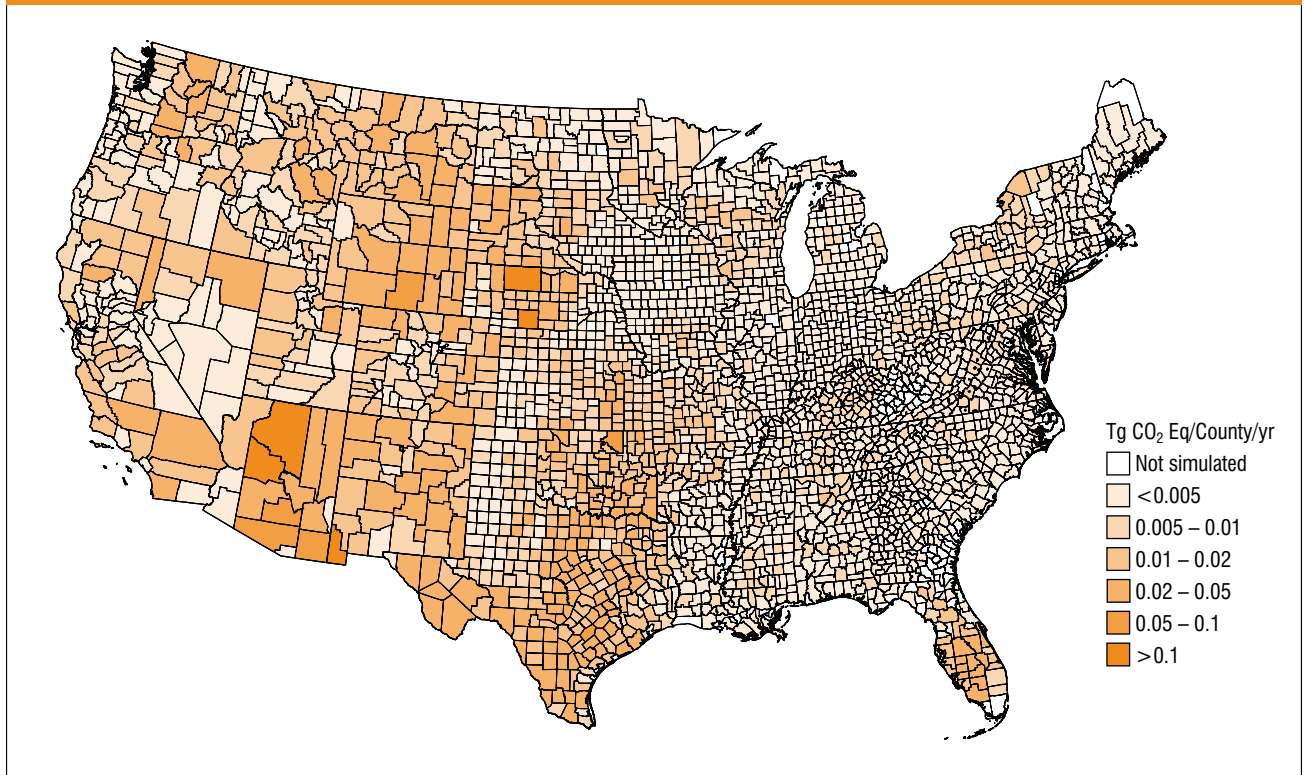 Tg CO₂ Eq/County/yr
Not simulated
<0.005
0.005 – 0.01
0.01 – 0.02
0.02 – 0.05
0.05 – 0.1
>0.1